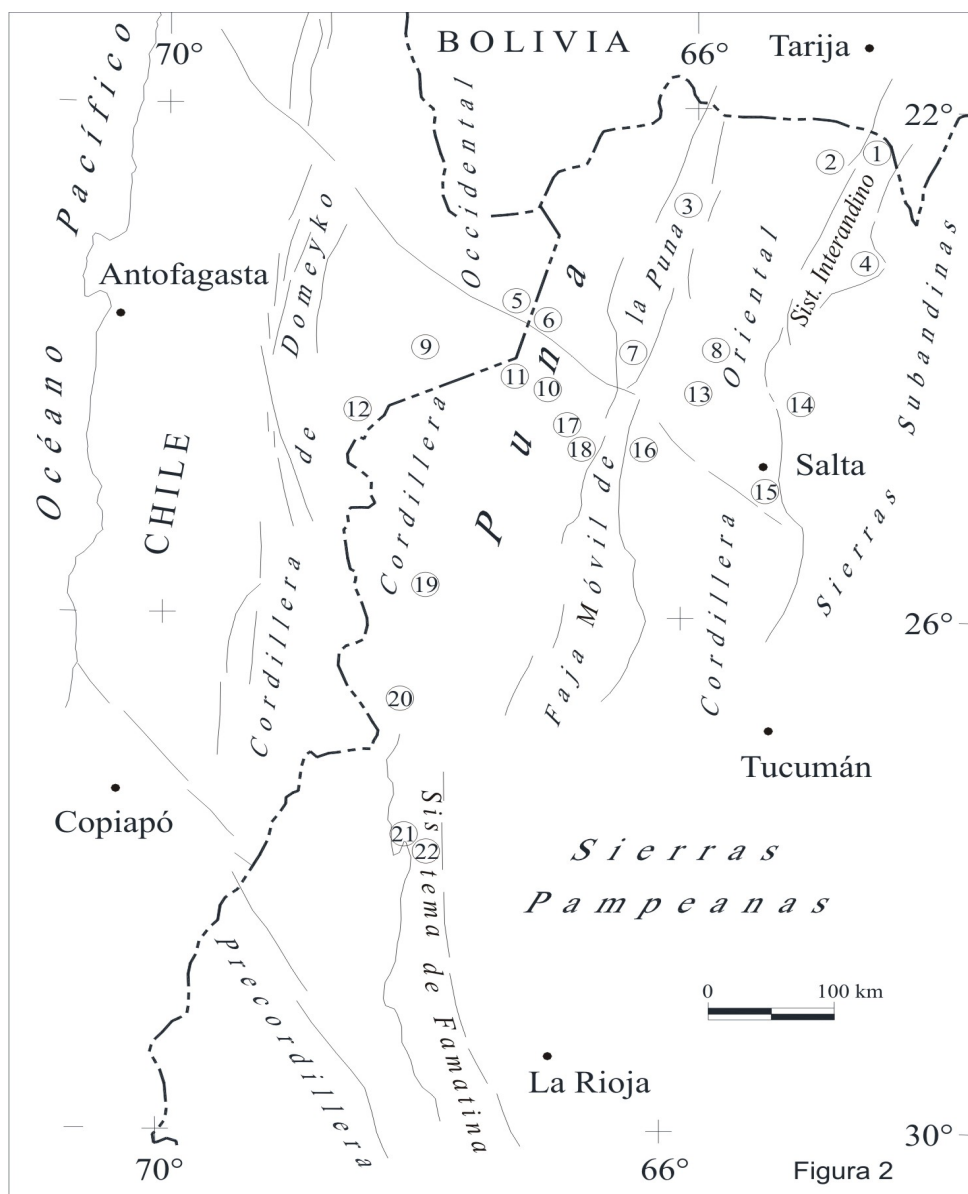 BOLIVIA
70°
66°
Tarija
22°
Océano Pacífico
Antofagasta
CHILE
Cordillera de Domeyko
Cordillera Occidental
Puna
Faja Móvil de la Puna
Cordillera Oriental
Sist. Interandino
Sierras Subandinas
1
2
3
4
5
6
7
8
9
10
11
12
13
14
15
16
17
18
19
20
21
22
Salta
26°
Tucumán
Copiapó
Sistema de Famatina
Sierras
Pampeanas
precordillera
0 100 km
La Rioja
30°
70°
66°
Figura 2